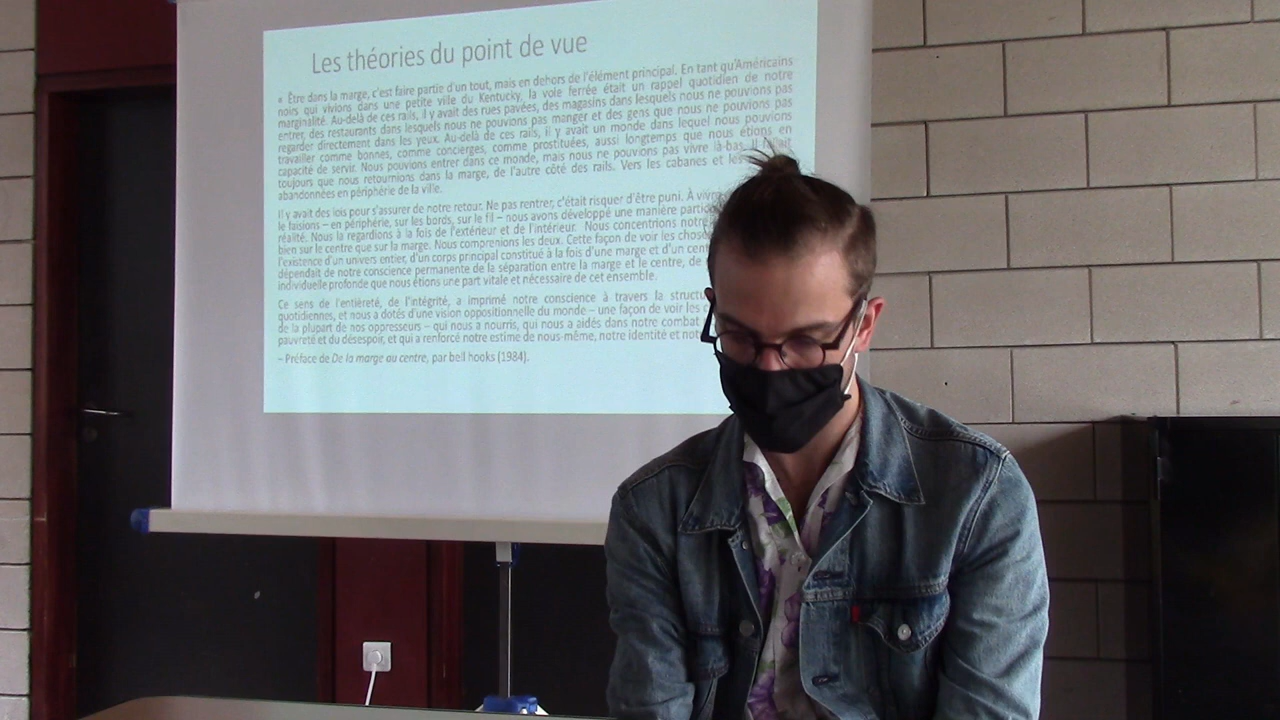 Les théories du point de vue
« Être dans la marge, c'est faire partie d'un tout, mais en dehors de l'élément principal. En tant qu'Américains
noirs qui vivions dans une petite ville du Kentucky, la voie ferrée était un rappel quotidien de notre
marginalité. Au-delà de ces rails, il y avait des rues pavées, des magasins dans lesquels nous ne pouvions pas
entrer, des restaurants dans lesquels nous ne pouvions pas manger et des gens que nous ne pouvions pas
regarder directement dans les yeux. Au-delà de ces rails, il y avait un monde dans lequel nous pouvions
travailler comme bonnes, comme concierges, comme prostituées, aussi longtemps que nous étions en
capacité de servir. Nous pouvions entrer dans ce monde, mais nous ne pouvions pas vivre là-bas. Il fallait
toujours que nous retournions dans la marge, de l'autre côté des rails. Vers les cabanes et les
abandonnées en périphérie de la ville.
Il y avait des lois pour s'assurer de notre retour. Ne pas rentrer, c'était risquer d'être puni. À vivre
le faisions – en périphérie, sur les bords, sur le fil – nous avons développé une manière
réalité. Nous la regardions à la fois de l'extérieur et de l'intérieur. Nous concentrions notre
bien sur le centre que sur la marge. Nous comprenions les deux. Cette façon de voir les
l'existence d'un univers entier, d'un corps principal constitué à la fois d'une marge et d'un
dépendait de notre conscience permanente de la séparation entre la marge et le centre, de
individuelle profonde que nous étions une part vitale et nécessaire de cet ensemble.
Ce sens de l'entièreté, de l'intégrité, a imprimé notre conscience à travers la
quotidiennes, et nous a dotés d'une vision oppositionnelle du monde – une façon de voir les
de la plupart de nos oppresseurs – qui nous a nourris, qui nous a aidés dans notre combat
pauvreté et du désespoir, et qui a renforcé notre estime de nous-même, notre identité et
– Préface de De la marge au centre, par bell hooks (1984).